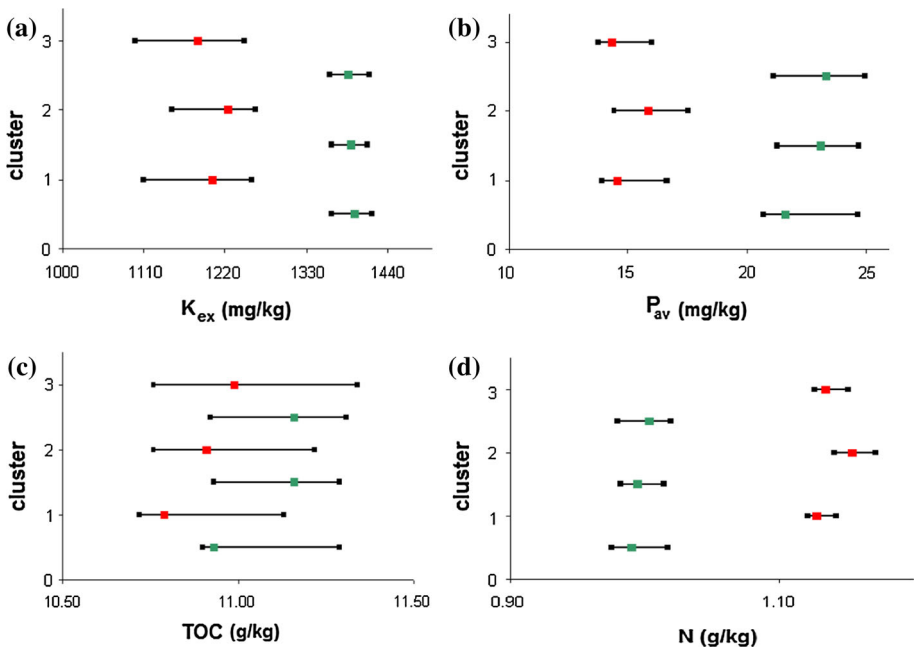 (a)
3
2
1
0
cluster
1000 1110 1220 1330 1440
K ex (mg/kg)
(b)
3
2
1
0
cluster
10 15 20 25
P av (mg/kg)
(c)
3
2
1
0
cluster
10.50 11.00 11.50
TOC (g/kg)
(d)
3
2
1
0
cluster
0.90 1.10
N (g/kg)